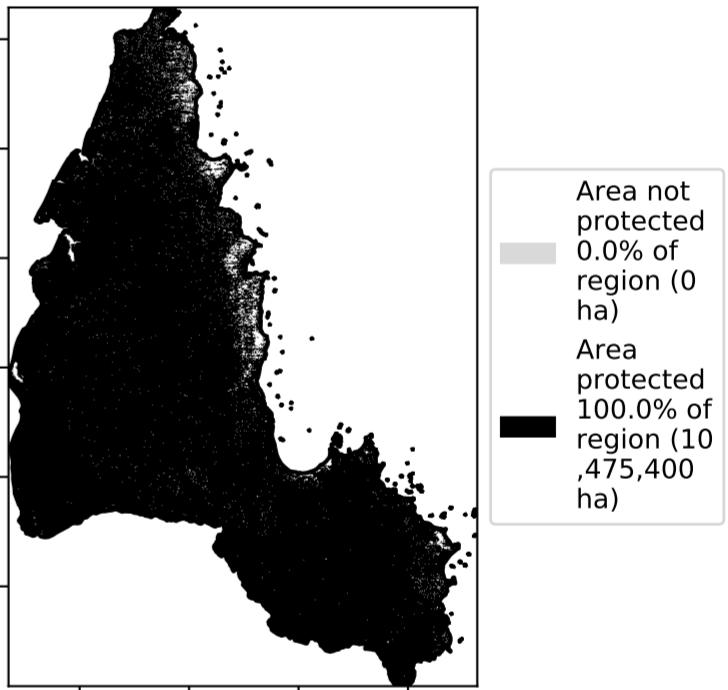 Area not
protected
0.0% of
region (0
ha)
Area
protected
100.0% of
region (10
,475,400
ha)